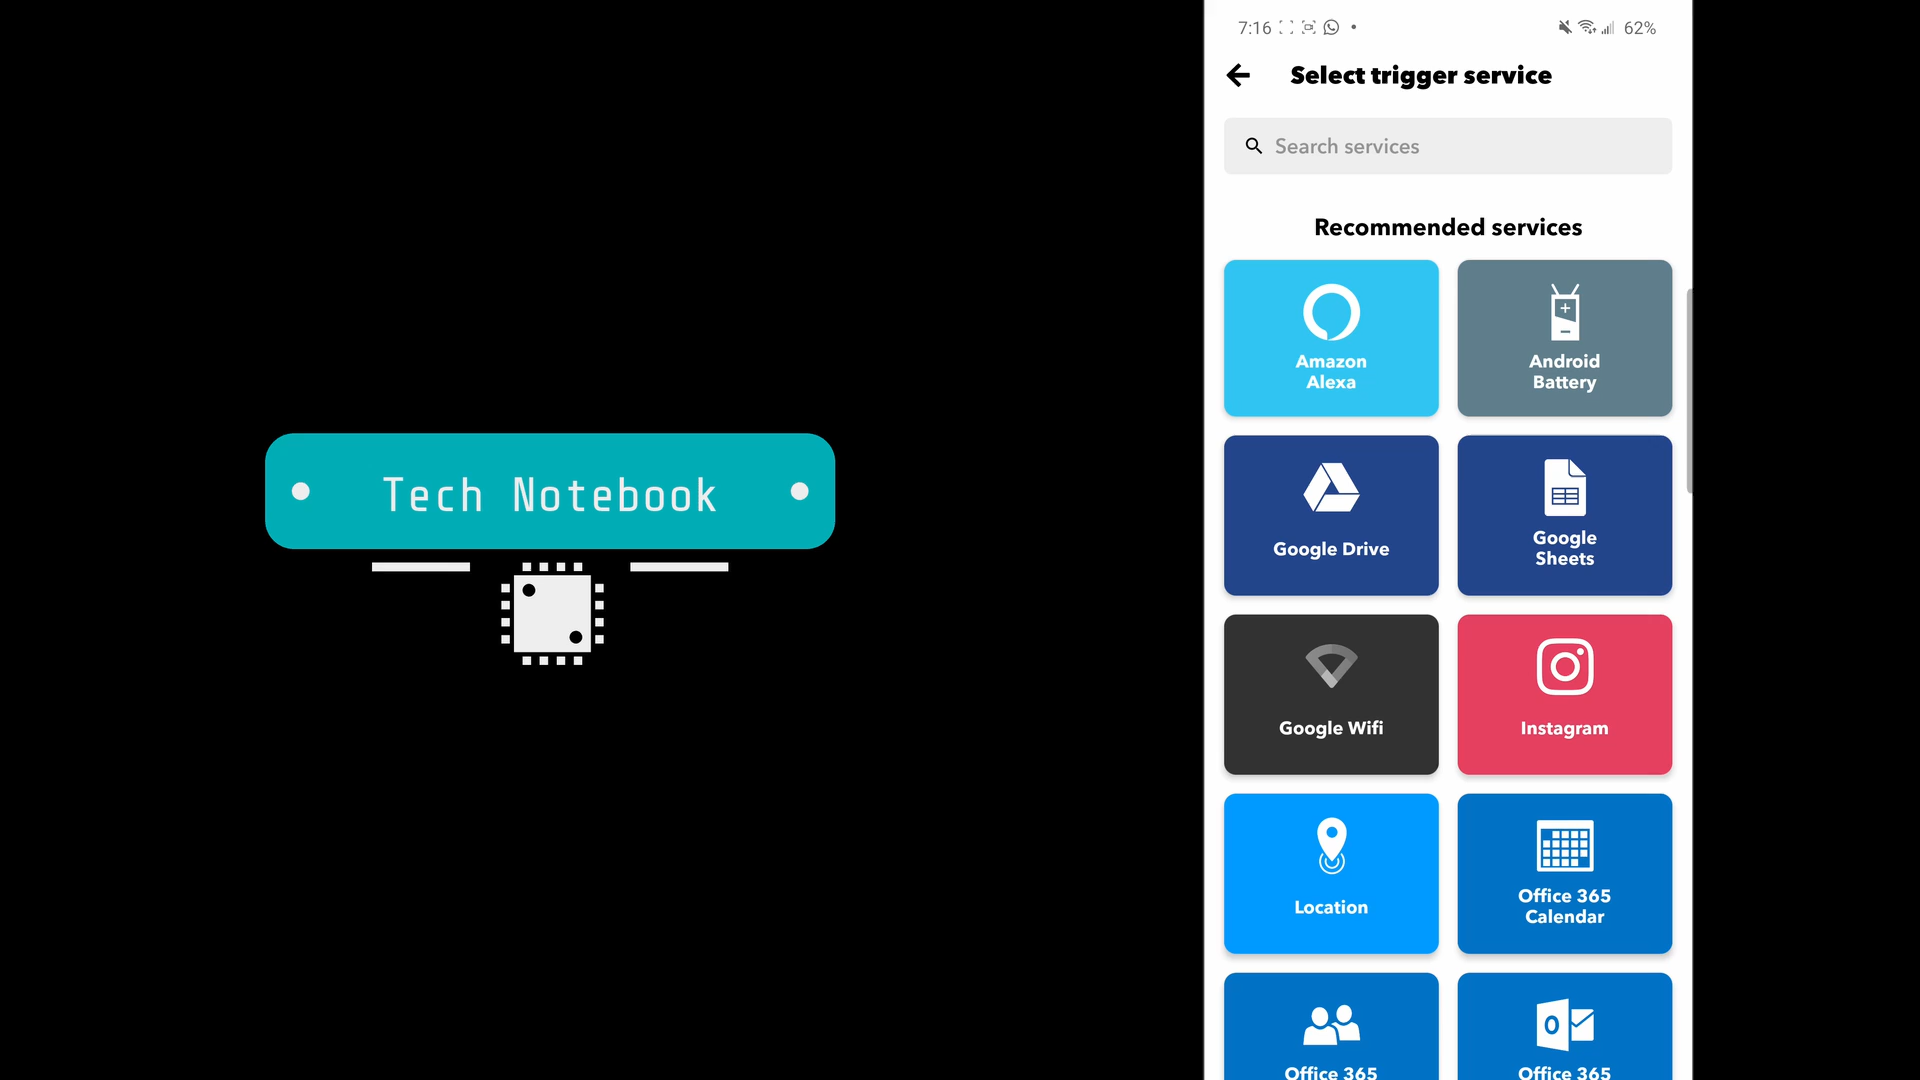 Tech Notebook
7:16 62%
Select trigger service
Search services
Recommended services
Amazon
Alexa
Android
Battery
Google Drive
Google
Sheets
Google Wifi
Instagram
Location
Office 365
Calendar
Office 365
Office 365